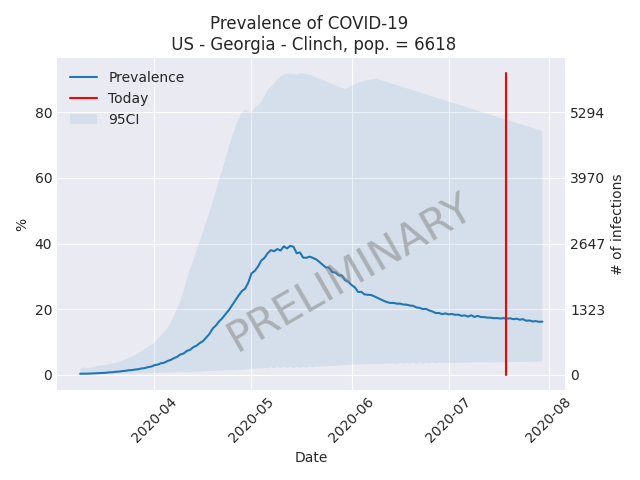 Prevalence of COVID-19
US - Georgia - Clinch, pop. = 6618
Prevalence
Today
95CI
PRELIMINARY
80
60
40
20
0
%
5294
3970
2647
1323
0
# of infections
2020-04
2020-05
2020-06
2020-07
2020-08
Date